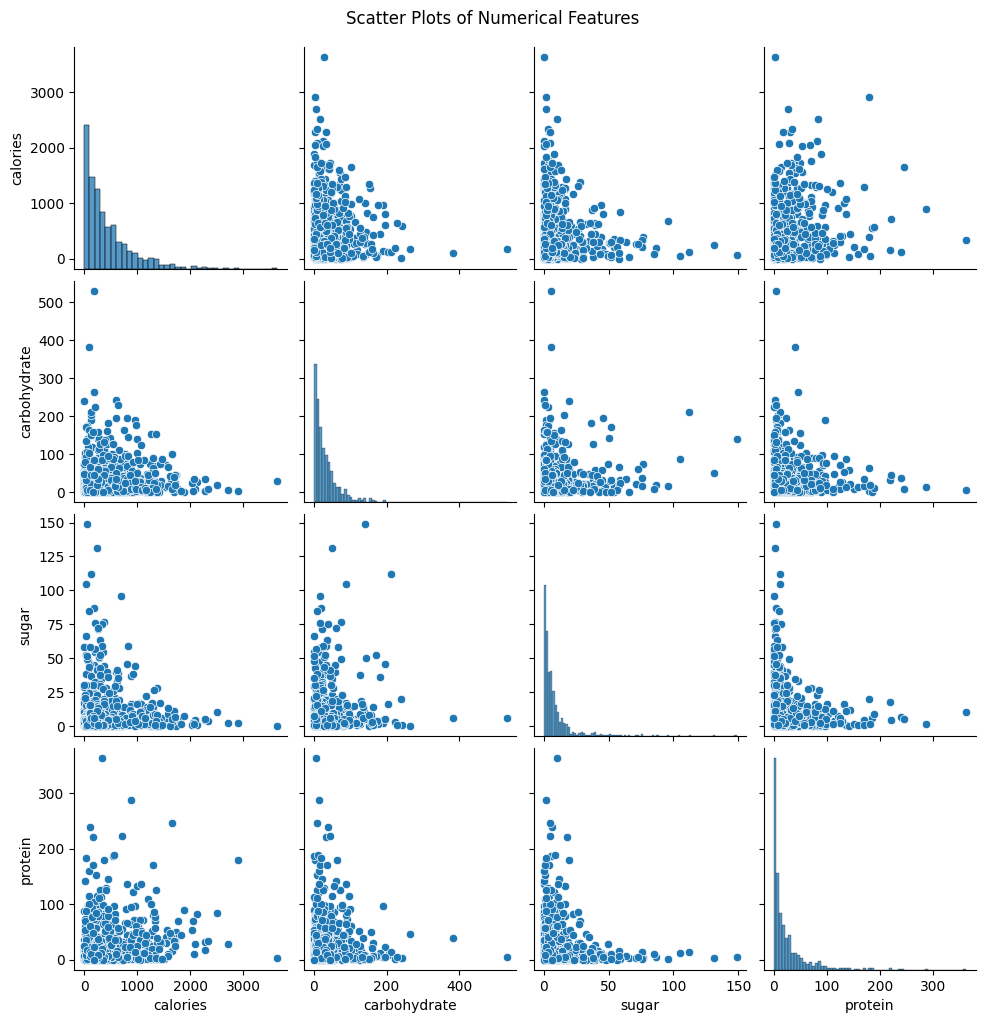 Scatter Plots of Numerical Features
calories
3000
2000
1000
0
carbohydrate
500
400
300
200
100
0
sugar
150
125
100
75
50
25
0
protein
300
200
100
0
0 1000 2000 3000
calories
0 200 400
carbohydrate
0 50 100 150
sugar
0 100 200 300
protein